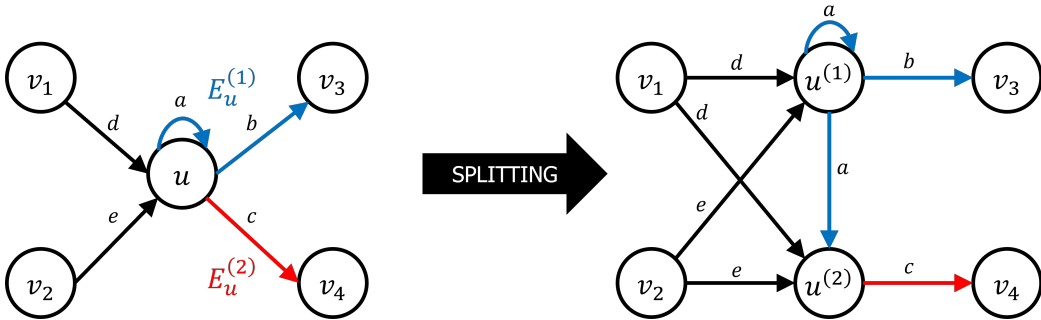 v₁
d
a
E_u^(1)
b
v₃
u
e
c
v₂
E_u^(2)
v₄
SPLITTING
a
v₁
d
u^(1)
b
v₃
d
a
e
v₂
e
u^(2)
c
v₄